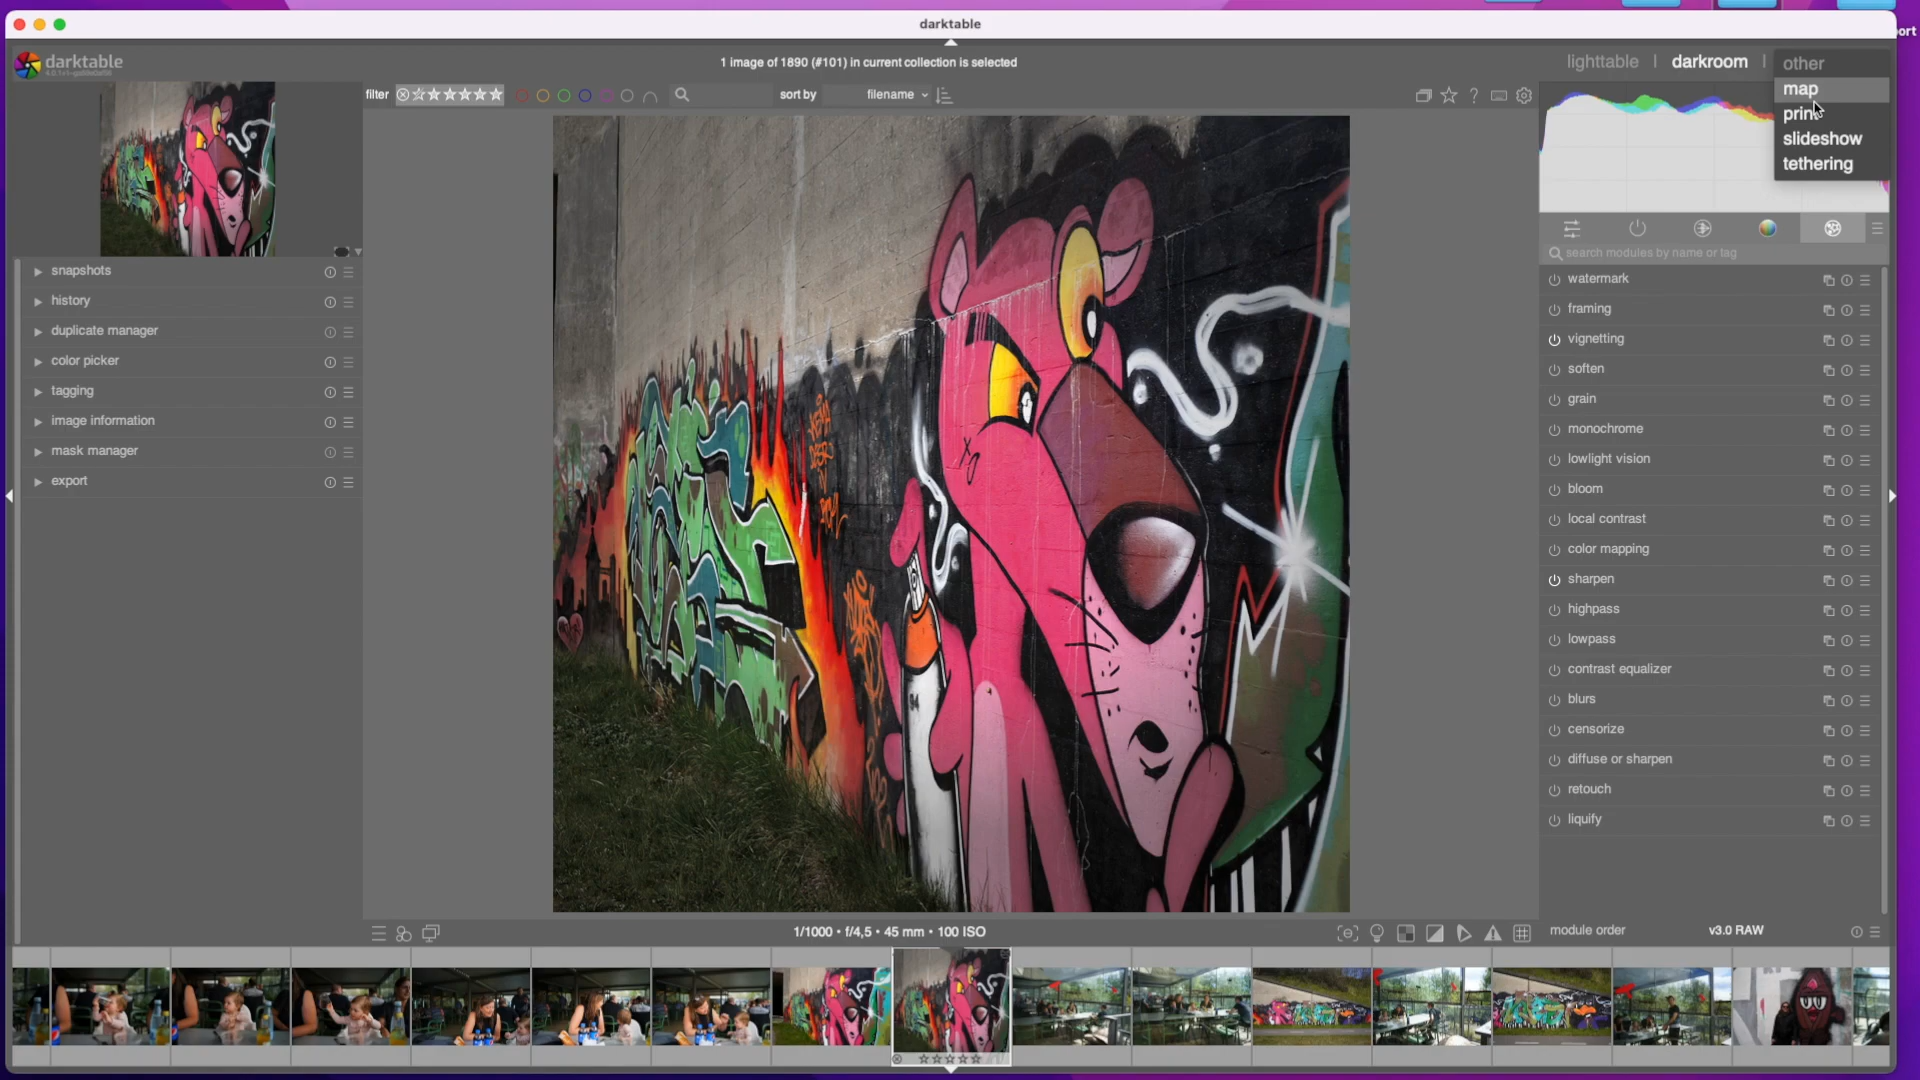 darktable
ort
darktable
1 image of 1890 (#101) in current collection is selected
lighttable | darkroom | other
map
print
slideshow
tethering
filter
sort by filename
search modules by name or tag
snapshots
history
duplicate manager
color picker
tagging
image information
mask manager
export
watermark
framing
vignetting
soften
grain
monochrome
lowlight vision
bloom
local contrast
color mapping
sharpen
highpass
lowpass
contrast equalizer
blurs
censorize
diffuse or sharpen
retouch
liquify
94
1/1000 • f/4,5 • 45 mm • 100 ISO
module order v3.0 RAW